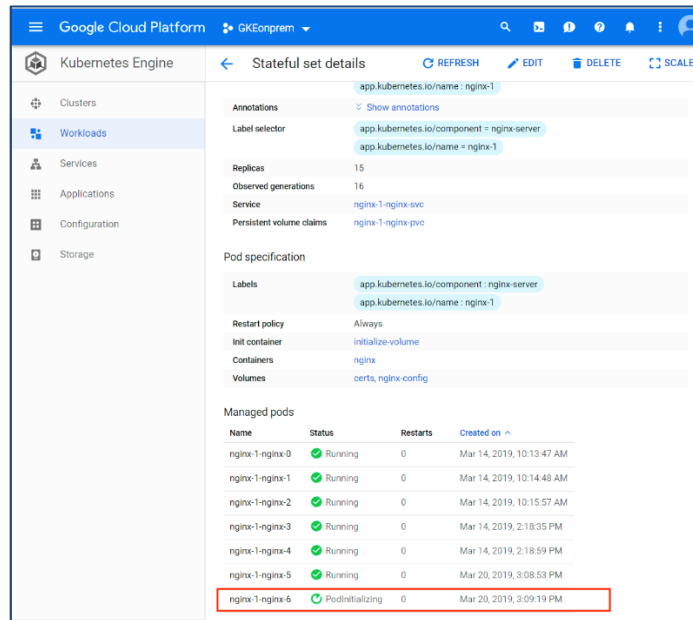 Google Cloud Platform GKEonprem
Kubernetes Engine Stateful set details REFRESH EDIT DELETE SCALE
Clusters
Workloads
Services
Applications
Configuration
Storage
app.kubernetes.io/name : nginx-1
Annotations Show annotations
Label selector app.kubernetes.io/component = nginx-server
app.kubernetes.io/name = nginx-1
Replicas 15
Observed generations 16
Service nginx-1-nginx-svc
Persistent volume claims nginx-1-nginx-pvc
Pod specification
Labels app.kubernetes.io/component : nginx-server
app.kubernetes.io/name : nginx-1
Restart policy Always
Init container initialize-volume
Containers nginx
Volumes certs, nginx-config
Managed pods
Name Status Restarts Created on
nginx-1-nginx-0 Running 0 Mar 14, 2019, 10:13:47 AM
nginx-1-nginx-1 Running 0 Mar 14, 2019, 10:14:48 AM
nginx-1-nginx-2 Running 0 Mar 14, 2019, 10:15:57 AM
nginx-1-nginx-3 Running 0 Mar 14, 2019, 2:18:35 PM
nginx-1-nginx-4 Running 0 Mar 14, 2019, 2:18:59 PM
nginx-1-nginx-5 Running 0 Mar 20, 2019, 3:08:53 PM
nginx-1-nginx-6 PodInitializing 0 Mar 20, 2019, 3:09:19 PM